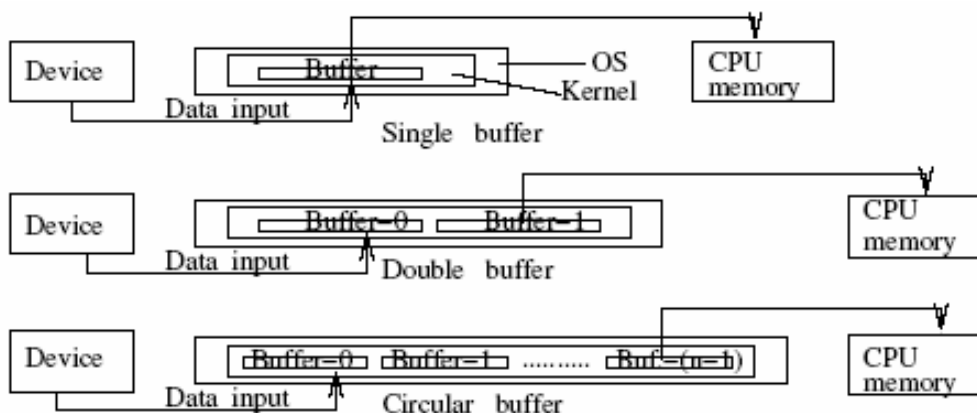 Device
Buffer
OS
Kernel
CPU
memory
Data input
Single buffer
Device
Buffer-0
Buffer-1
CPU
memory
Data input
Double buffer
Device
Buffer-0
Buffer-1
..........
Buf.-(n-1)
CPU
memory
Data input
Circular buffer